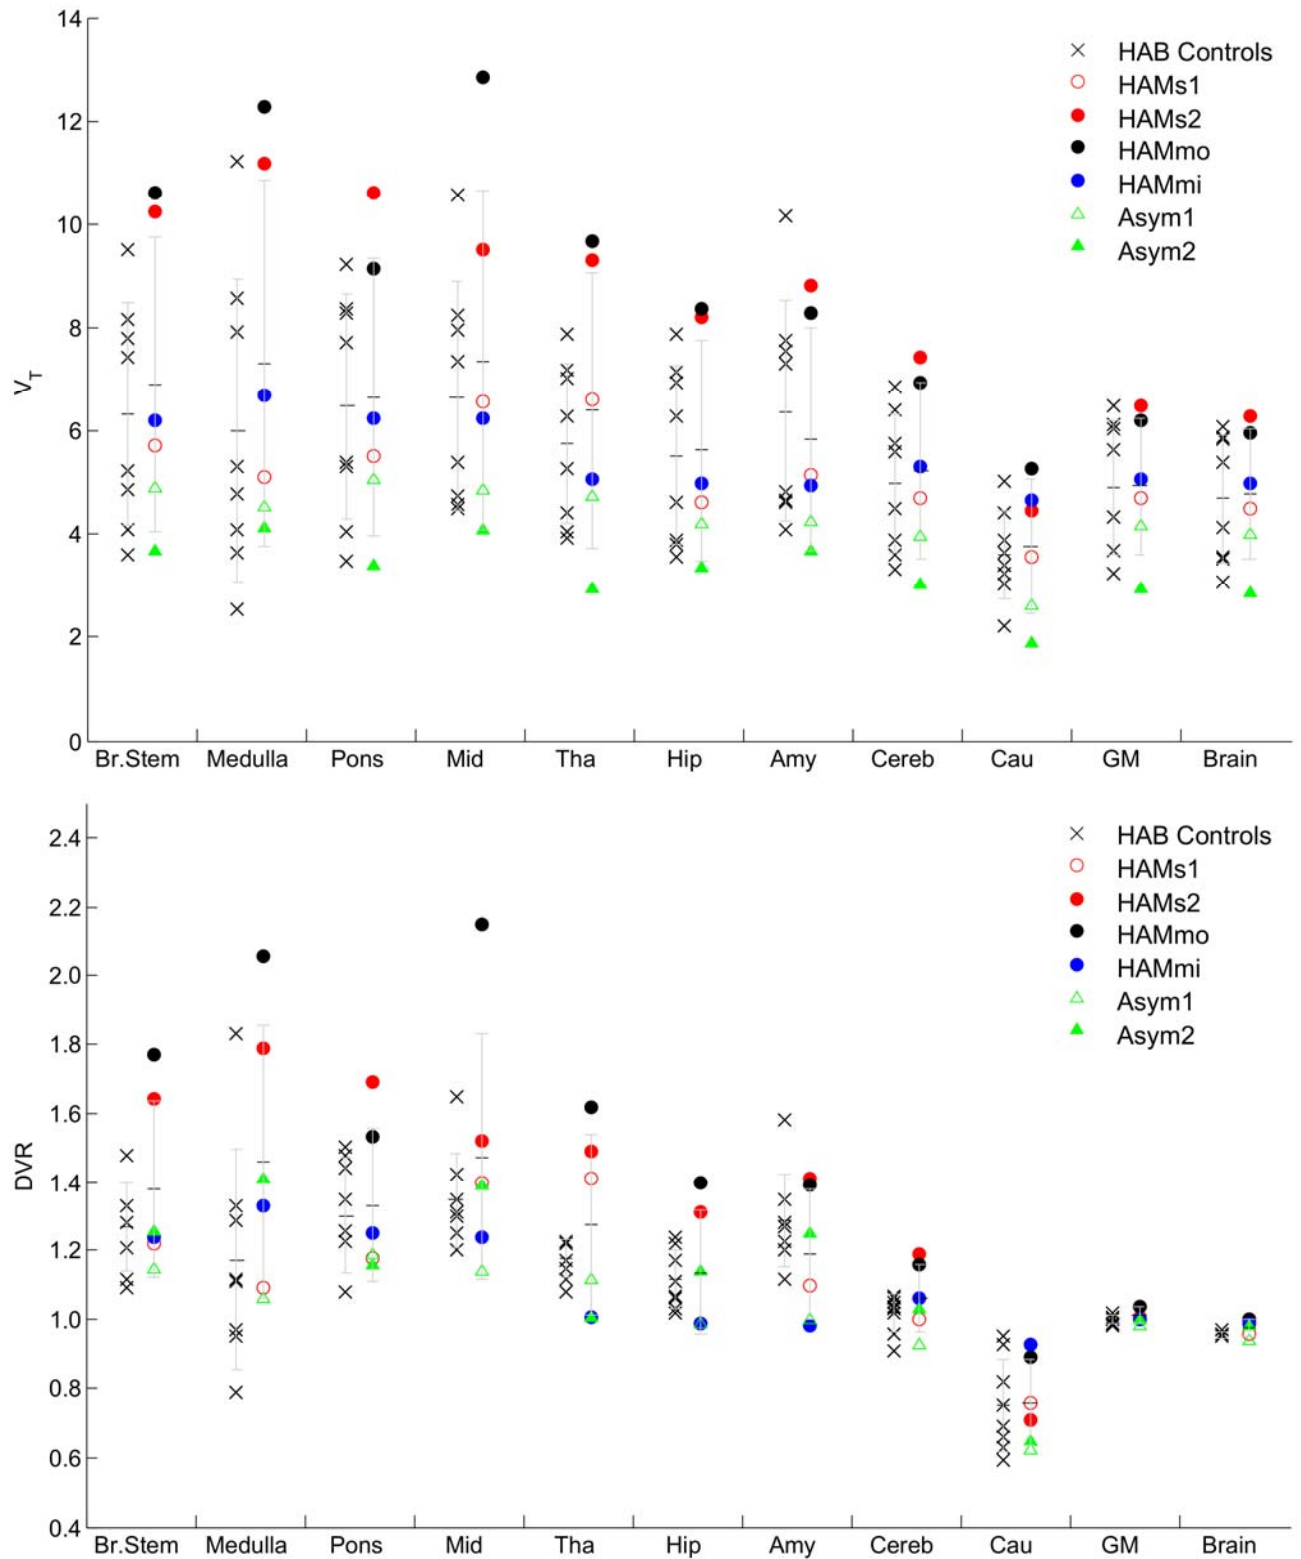 14
12
10
8
6
4
2
0
V_T
HAB Controls
HAMs1
HAMs2
HAMmo
HAMmi
Asym1
Asym2
Br.Stem Medulla Pons Mid Tha Hip Amy Cereb Cau GM Brain
2.4
2.2
2.0
1.8
1.6
1.4
1.2
1.0
0.8
0.6
0.4
DVR
HAB Controls
HAMs1
HAMs2
HAMmo
HAMmi
Asym1
Asym2
Br.Stem Medulla Pons Mid Tha Hip Amy Cereb Cau GM Brain